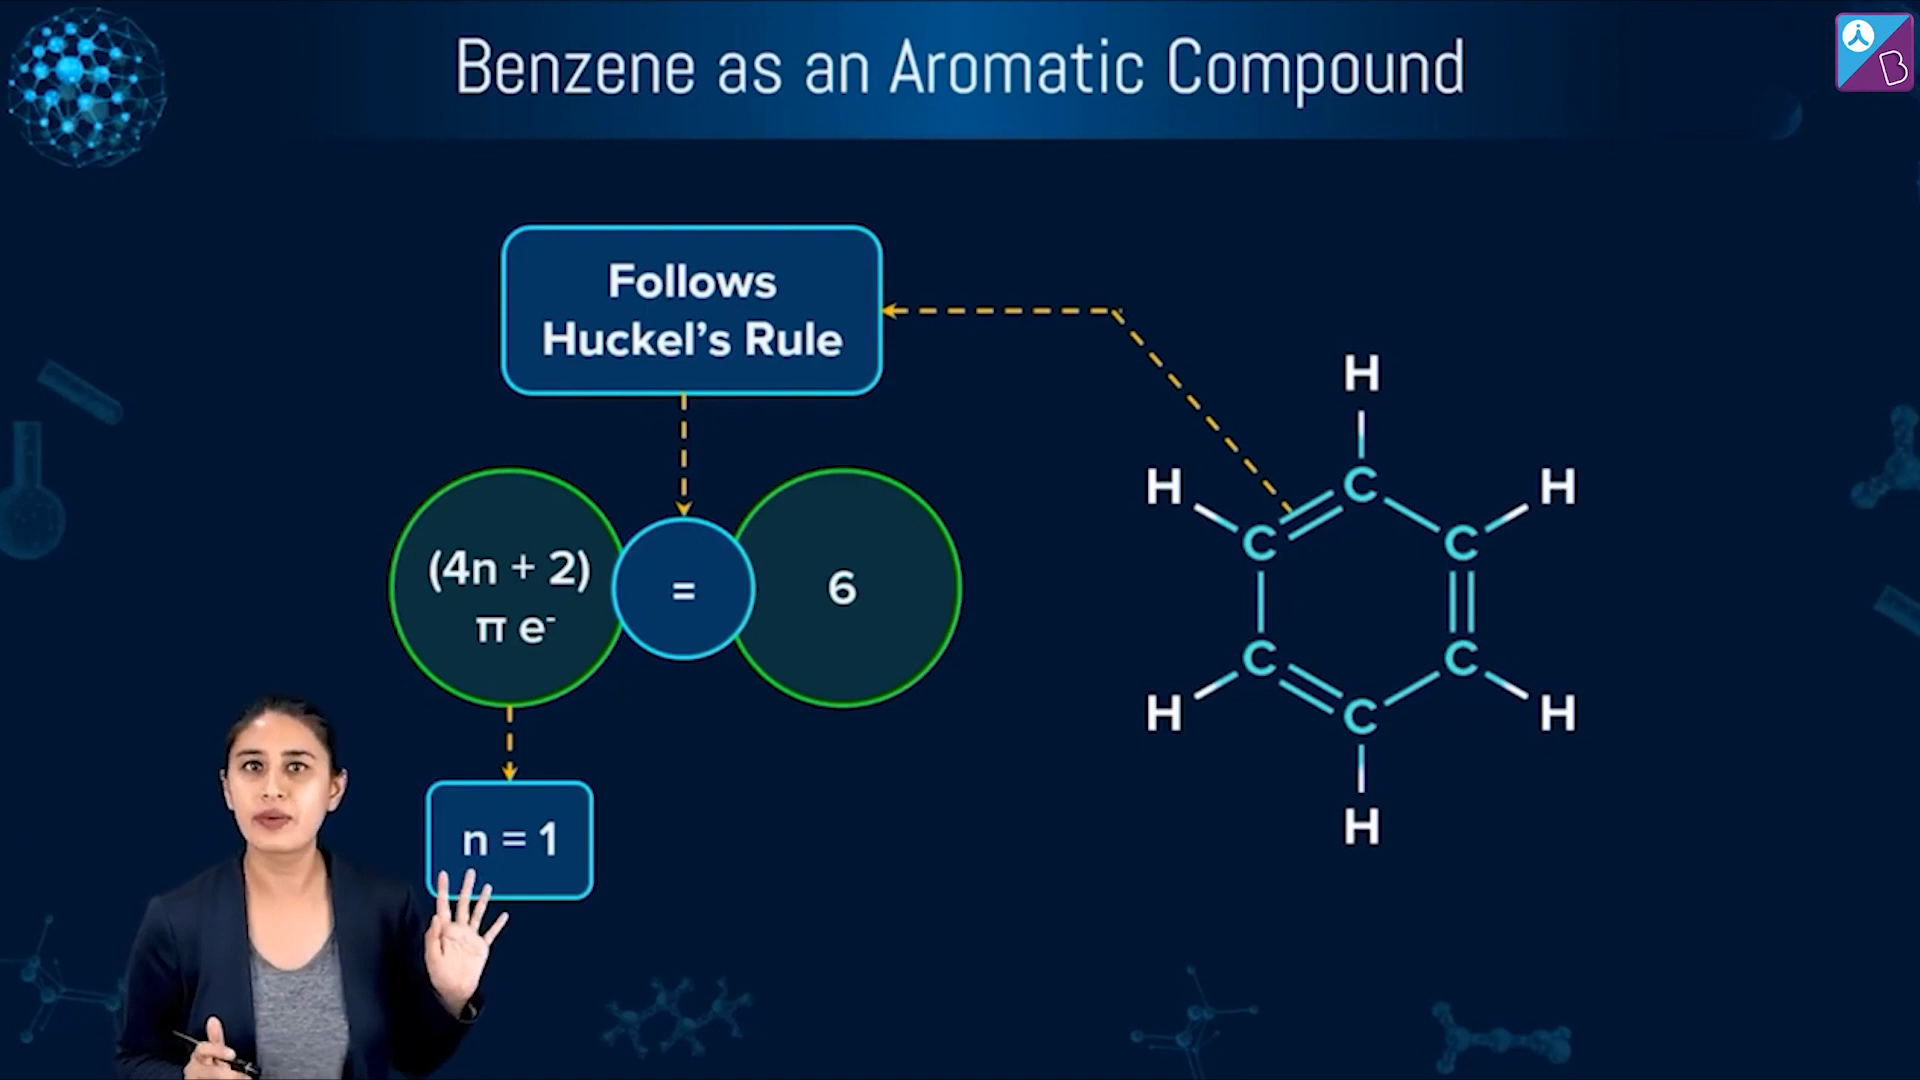 Benzene as an Aromatic Compound
B
Follows
Huckel’s Rule
(4n + 2)
π e⁻
=
6
n = 1
H
H
H
C
C
C
C
C
C
H
H
H